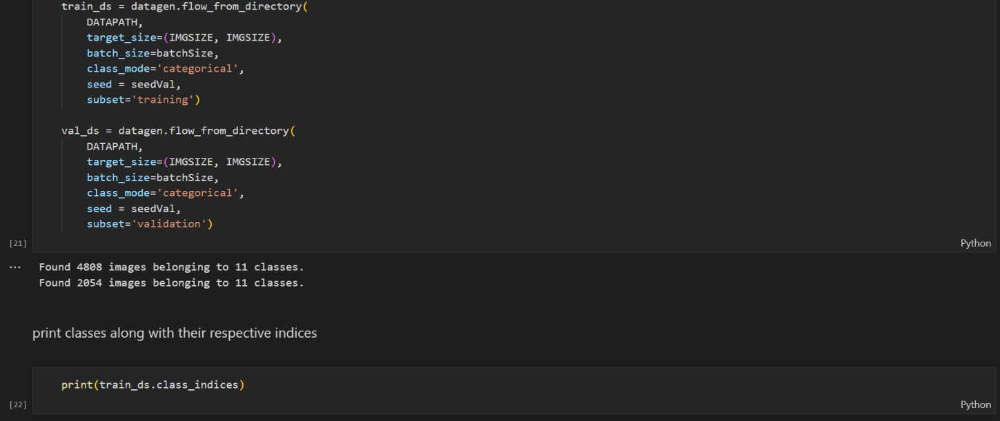 train_ds = datagen.flow_from_directory(
    DATAPATH,
    target_size=(IMGSIZE, IMGSIZE),
    batch_size=batchSize,
    class_mode='categorical',
    seed = seedVal,
    subset='training')
val_ds = datagen.flow_from_directory(
    DATAPATH,
    target_size=(IMGSIZE, IMGSIZE),
    batch_size=batchSize,
    class_mode='categorical',
    seed = seedVal,
    subset='validation')
[21]
Python
... Found 4808 images belonging to 11 classes.
Found 2054 images belonging to 11 classes.
print classes along with their respective indices
print(train_ds.class_indices)
[22]
Python